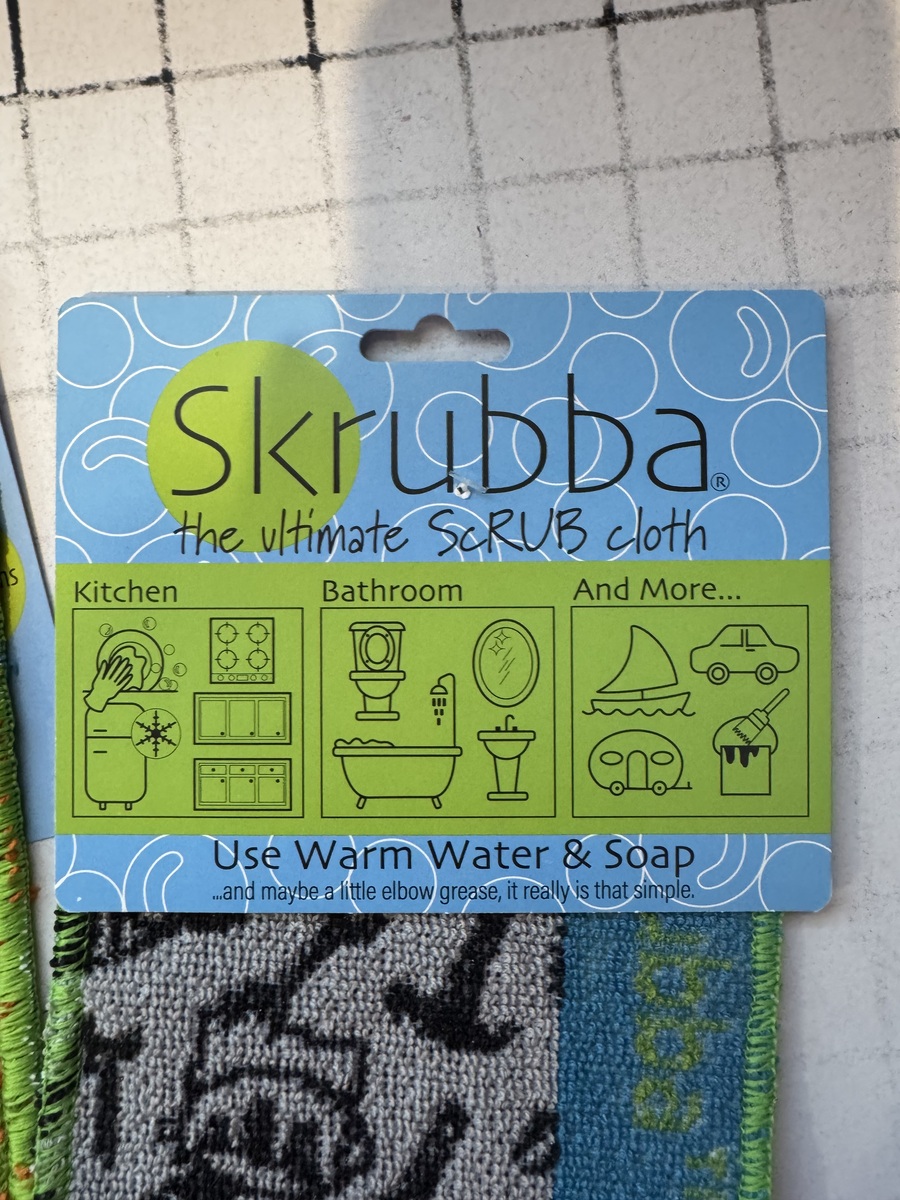 Skrubba®
the ultimate ScRUB cloth
Kitchen
Bathroom
And More...
Use Warm Water & Soap
...and maybe a little elbow grease, it really is that simple.